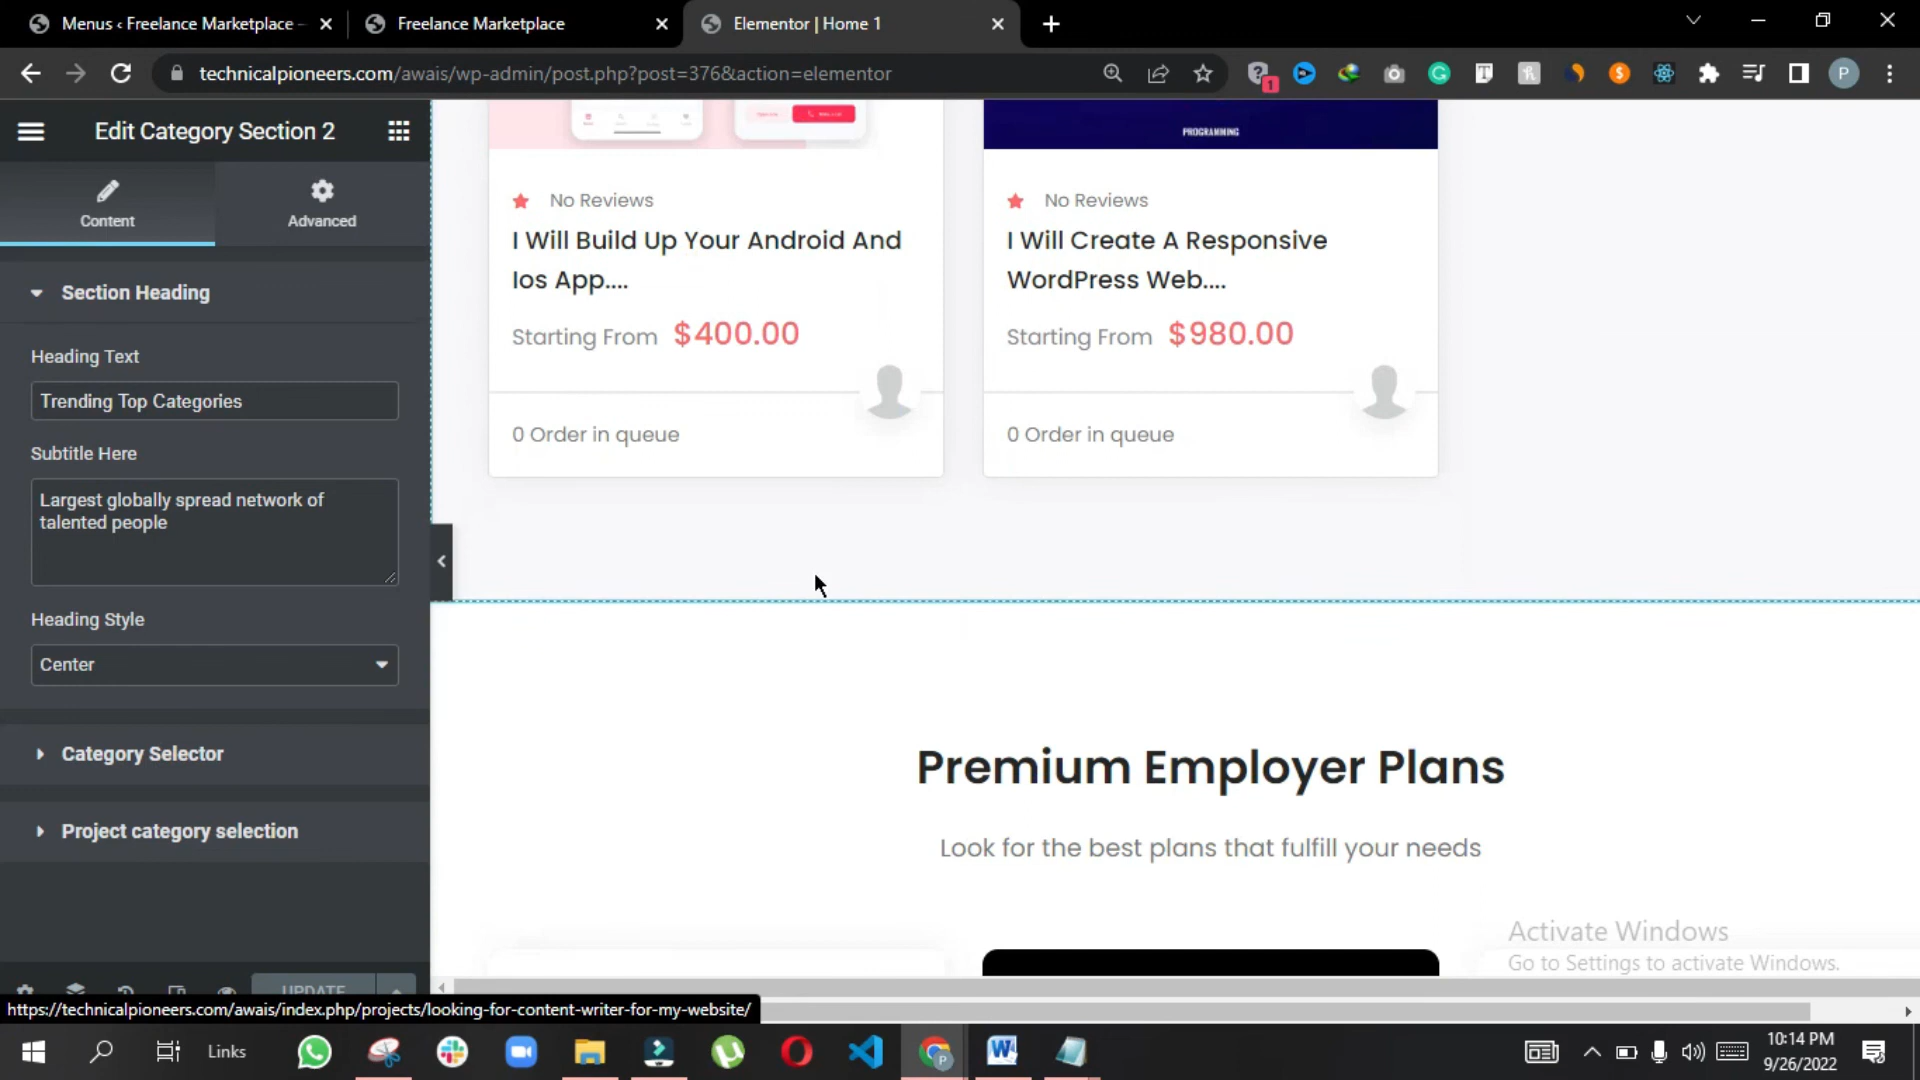 Menus ‹ Freelance Marketplace –
Freelance Marketplace
Elementor | Home 1
technicalpioneers.com/awais/wp-admin/post.php?post=376&action=elementor
1
P
Edit Category Section 2
Content
Advanced
Section Heading
Heading Text
Trending Top Categories
Subtitle Here
Largest globally spread network of
talented people
Heading Style
Center
Category Selector
Project category selection
UPDATE
PROGRAMMING
No Reviews
I Will Build Up Your Android And
Ios App....
Starting From $400.00
0 Order in queue
No Reviews
I Will Create A Responsive
WordPress Web....
Starting From $980.00
0 Order in queue
Premium Employer Plans
Look for the best plans that fulfill your needs
Activate Windows
Go to Settings to activate Windows.
https://technicalpioneers.com/awais/index.php/projects/looking-for-content-writer-for-my-website/
Links
10:14 PM
9/26/2022